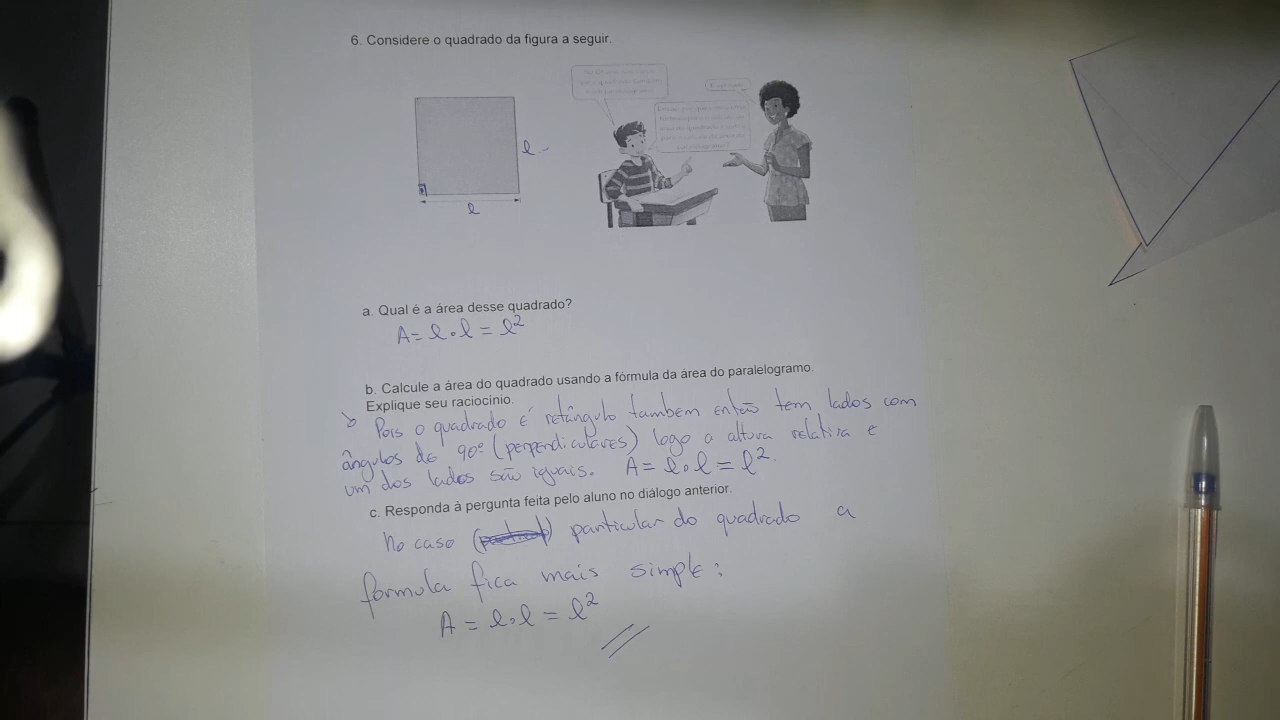 6. Considere o quadrado da figura a seguir.
l
l
a. Qual é a área desse quadrado?
A = l . l = l²
b. Calcule a área do quadrado usando a fórmula da área do paralelogramo.
Explique seu raciocínio.
Pois o quadrado é retângulo tambem então tem lados com
ângulos de 90º (perpendiculares) logo a altura relativa e
um dos lados são iguais. A = l . l = l².
c. Responda à pergunta feita pelo aluno no diálogo anterior.
No caso particular do quadrado a
formula fica mais simple:
A = l . l = l²